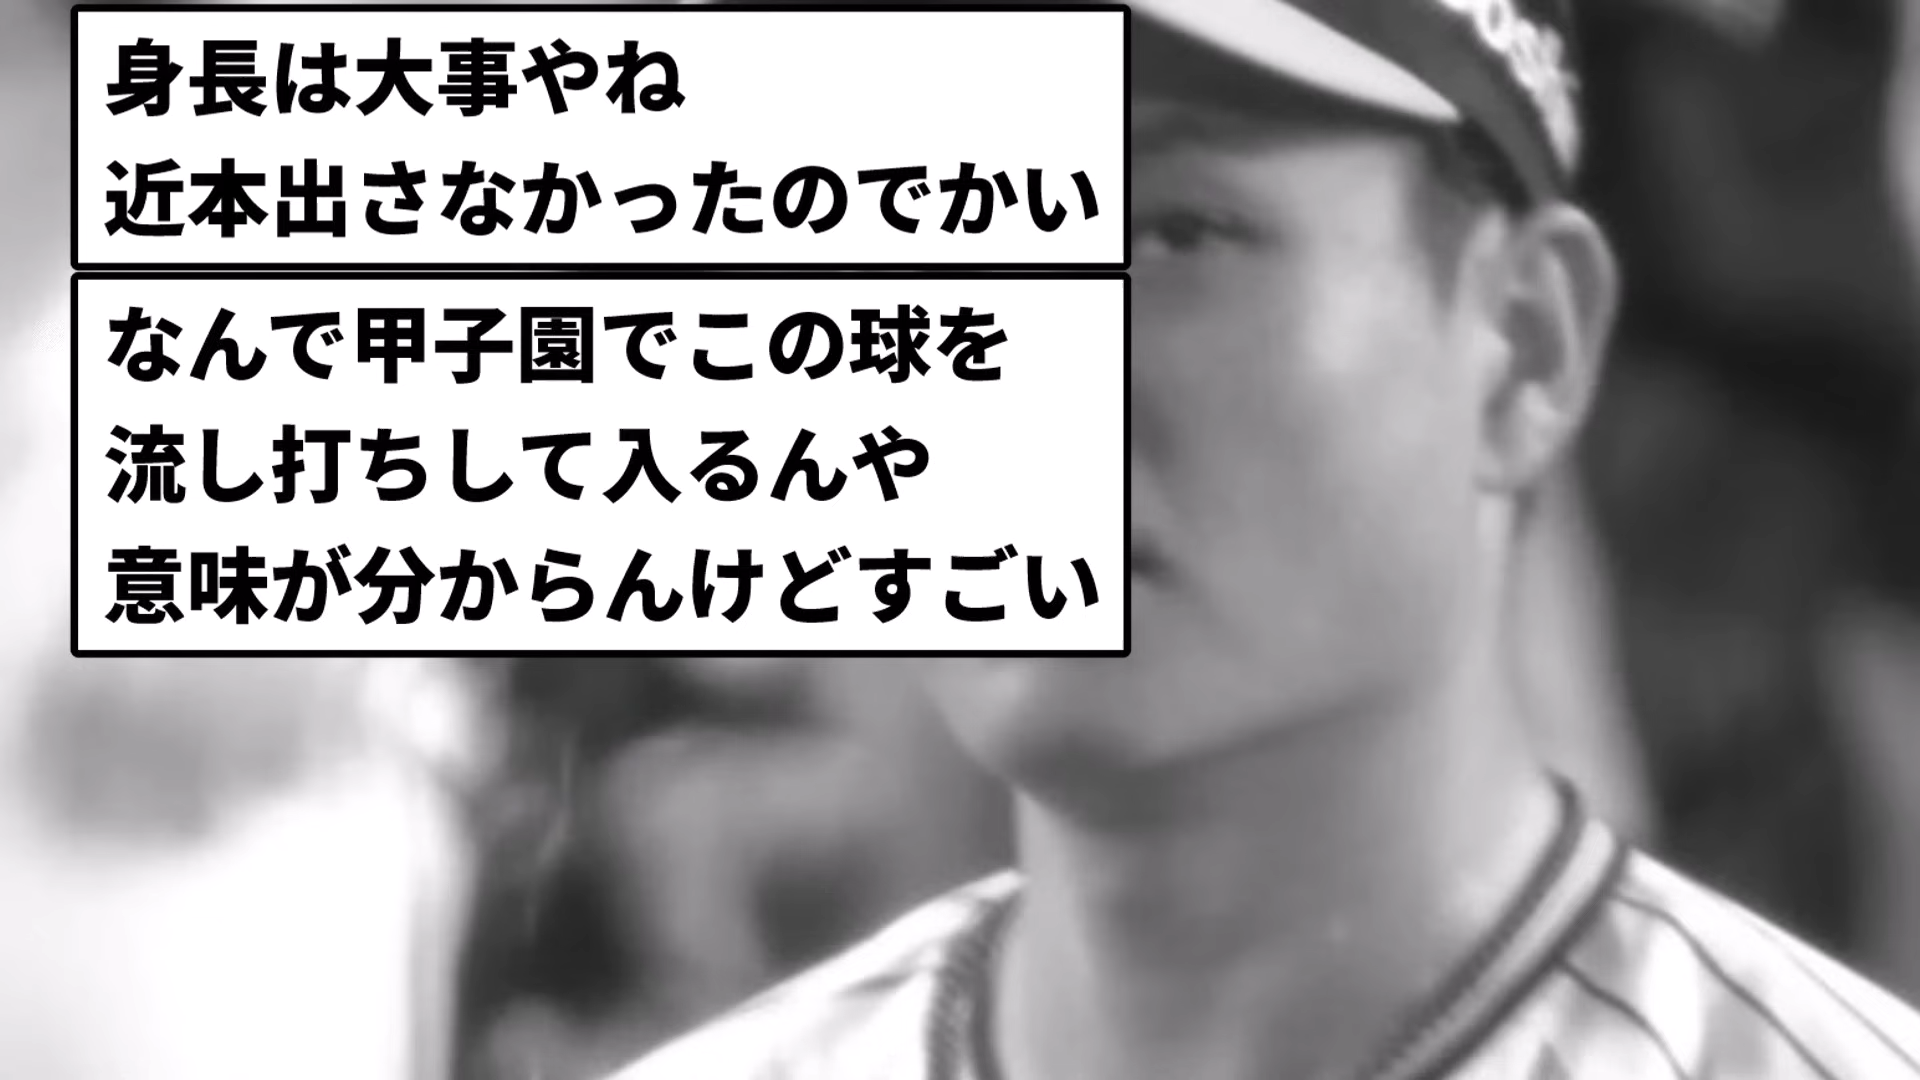 身長は大事やね
近本出さなかったのでかい
なんで甲子園でこの球を
流し打ちして入るんや
意味が分からんけどすごい